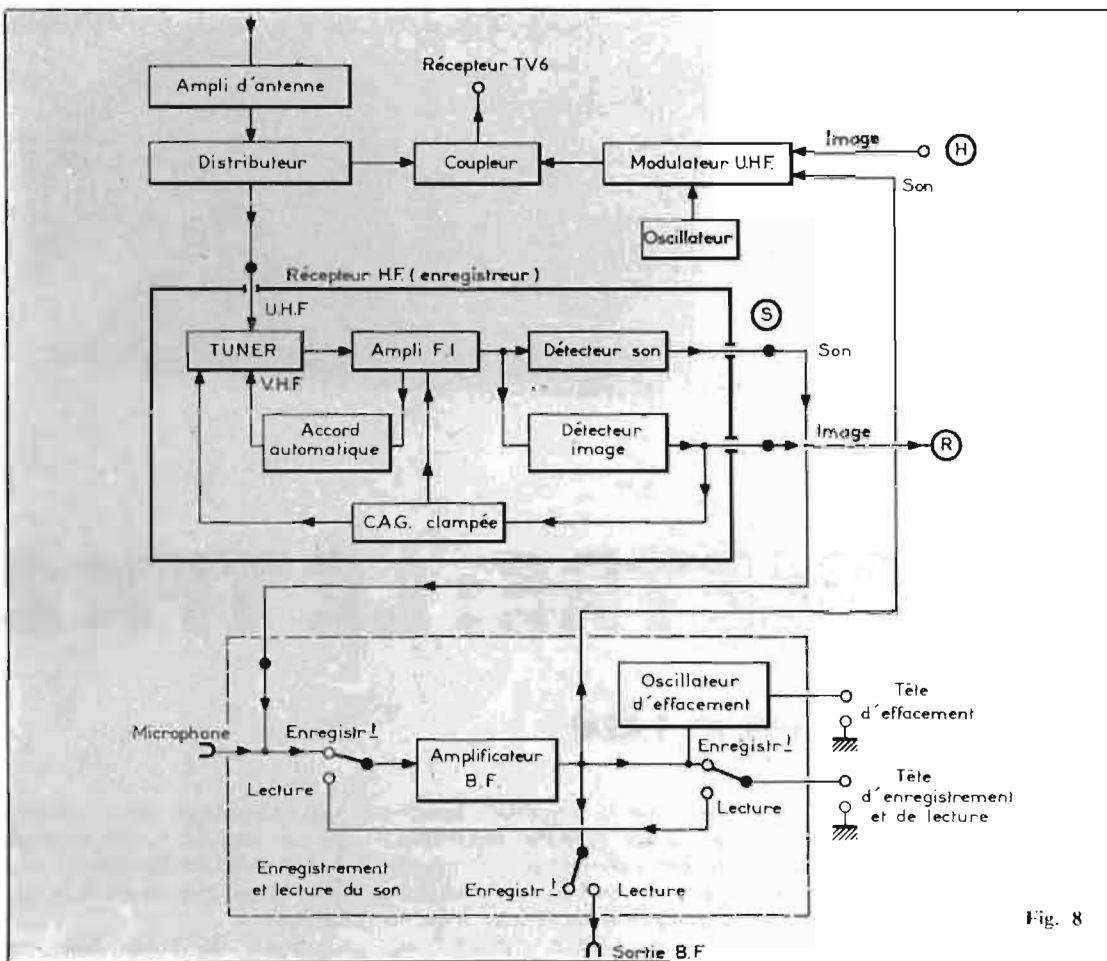 Récepteur TV6
Ampli d'antenne
Distributeur
Coupleur
Modulateur U.H.F.
Image
H
Son
Oscillateur
Récepteur H.F. ( enregistreur )
U.H.F
S
TUNER
Ampli F.I
Détecteur son
Son
V.H.F
Accord
automatique
Détecteur
image
Image
R
C.A.G. clampée
Oscillateur
d'effacement
Tête
d'effacement
Microphone
Enregistr.t
Amplificateur
B.F.
Enregistr.t
Lecture
Lecture
Tête
d'enregistrement
et de lecture
Enregistrement
et lecture du son
Enregistr.t
Lecture
Sortie B.F
Fig. 8